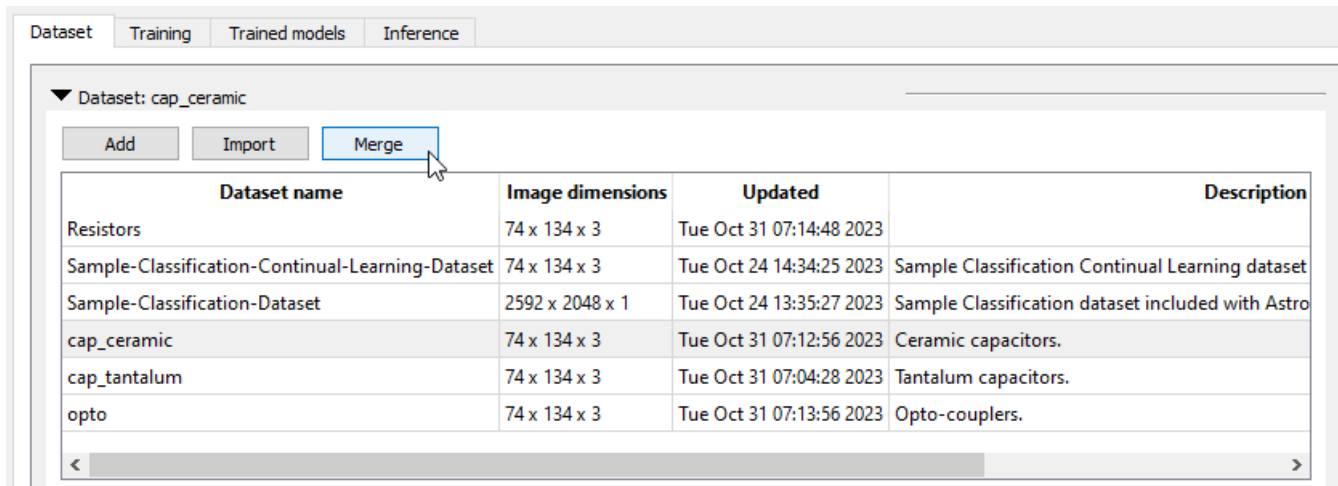 Dataset Training Trained models Inference
Dataset: cap_ceramic
Add Import Merge
Dataset name Image dimensions Updated Description
Resistors 74 x 134 x 3 Tue Oct 31 07:14:48 2023
Sample-Classification-Continual-Learning-Dataset 74 x 134 x 3 Tue Oct 24 14:34:25 2023 Sample Classification Continual Learning dataset
Sample-Classification-Dataset 2592 x 2048 x 1 Tue Oct 24 13:35:27 2023 Sample Classification dataset included with Astro
cap_ceramic 74 x 134 x 3 Tue Oct 31 07:12:56 2023 Ceramic capacitors.
cap_tantalum 74 x 134 x 3 Tue Oct 31 07:04:28 2023 Tantalum capacitors.
opto 74 x 134 x 3 Tue Oct 31 07:13:56 2023 Opto-couplers.